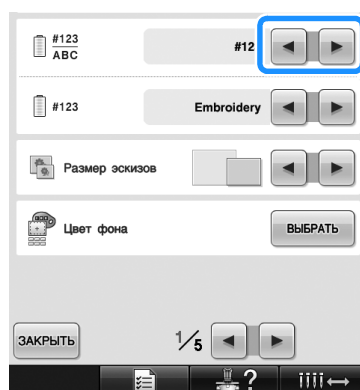 #123
ABC
#12
#123
Embroidery
Размер эскизов
Цвет фона
ВЫБРАТЬ
ЗАКРЫТЬ
1/5
?